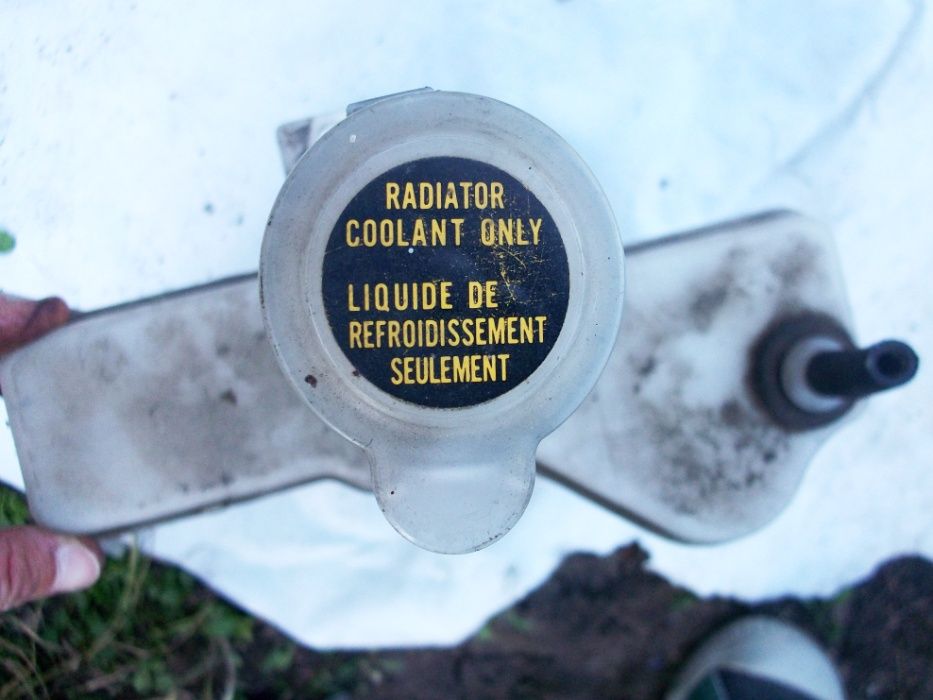 RADIATOR
COOLANT ONLY
LIQUIDE DE
REFROIDISSEMENT
SEULEMENT